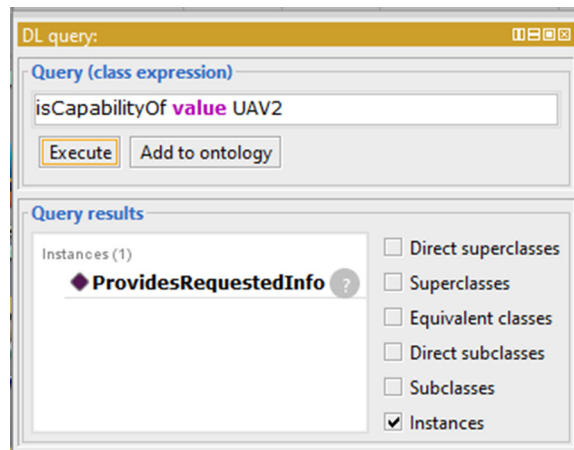 DL query:
Query (class expression)
isCapabilityOf value UAV2
Execute Add to ontology
Query results
Instances (1)
ProvidesRequestedInfo ?
Direct superclasses
Superclasses
Equivalent classes
Direct subclasses
Subclasses
Instances